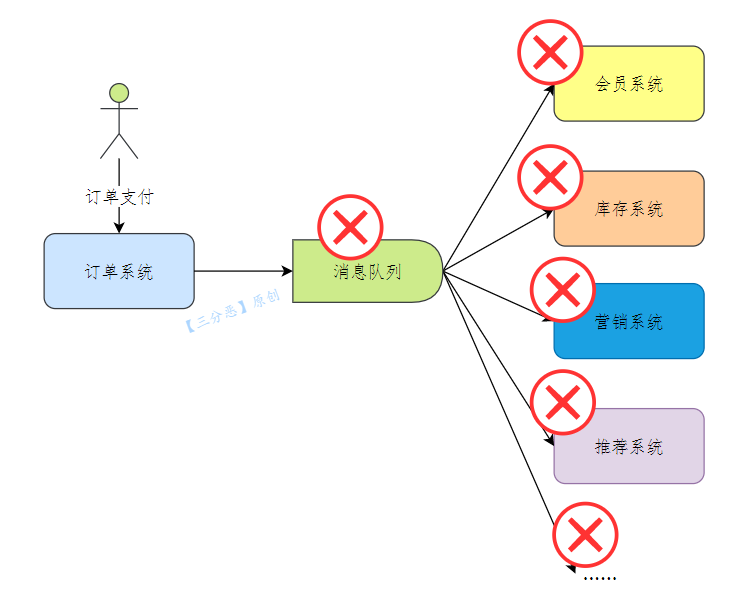 会员系统
订单支付
库存系统
订单系统
消息队列
【三分恶】原创
营销系统
推荐系统
······